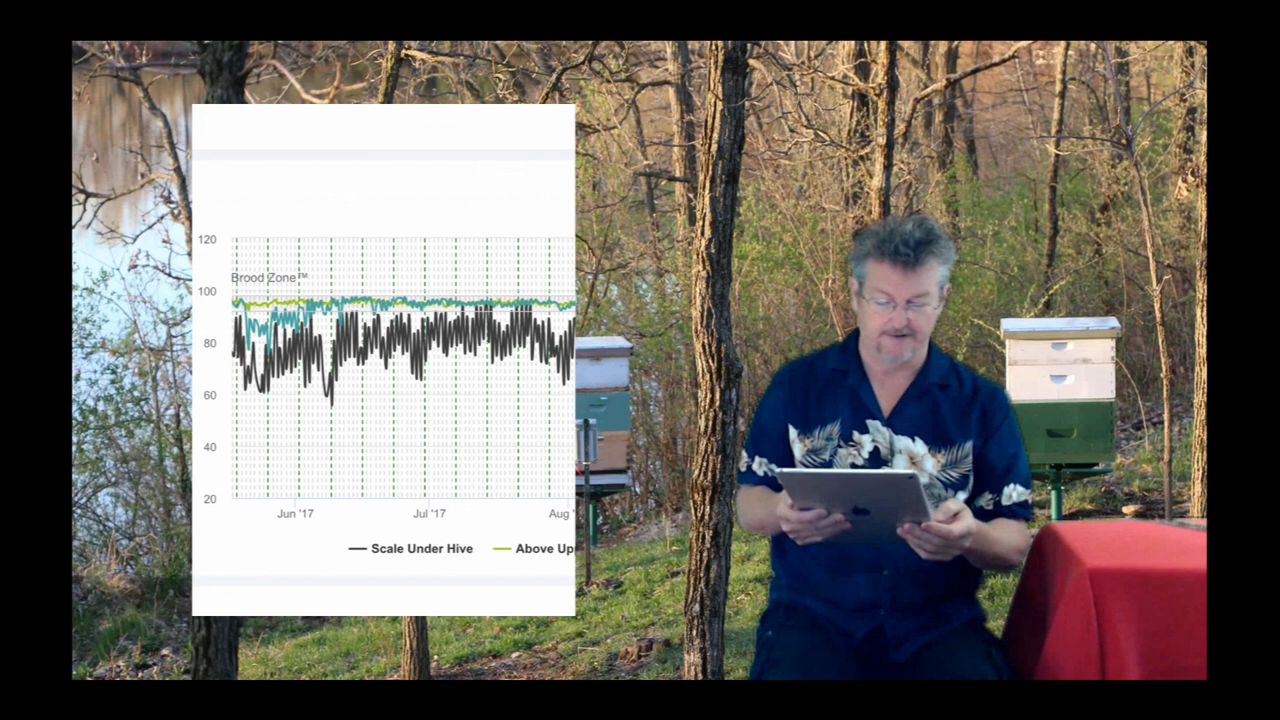 120
Brood Zone™
100
80
60
40
20
Jun '17 Jul '17 Aug '
Scale Under Hive Above Up